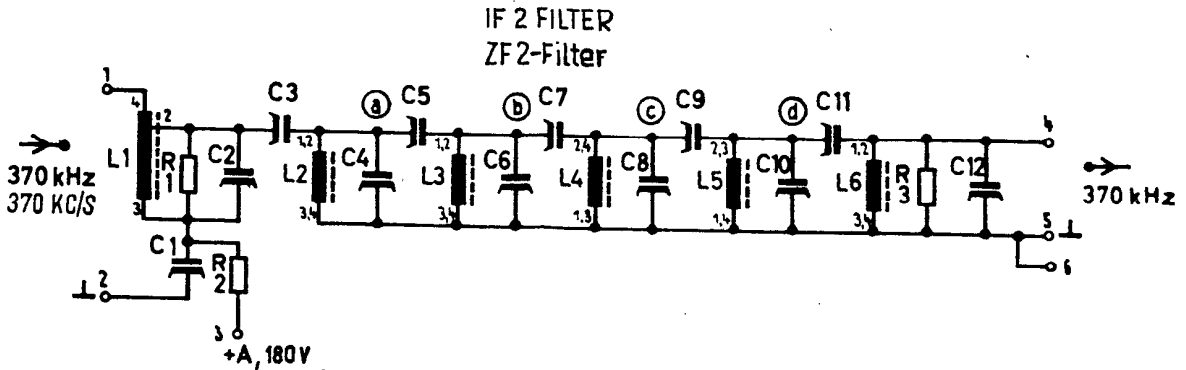 IF 2 FILTER
ZF 2-Filter
1
4
2
L1
3
R1
C2
C3
1,2
L2
3,4
C4
a
C5
1,2
L3
3,4
C6
b
C7
2,4
L4
1,3
C8
c
C9
2,3
L5
1,4
C10
d
C11
1,2
L6
3,4
R3
C12
4
370 kHz
370 KC/S
370 kHz
5
6
C1
2
R2
3
+A, 180V